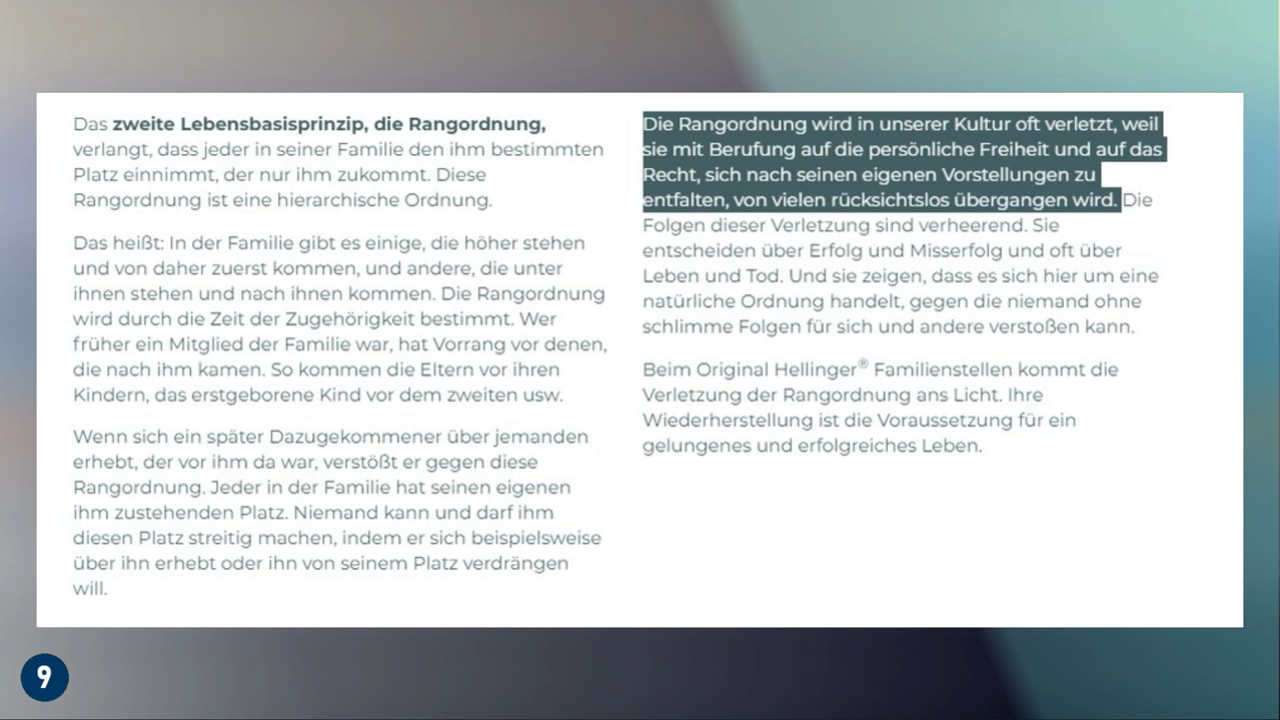 Das zweite Lebensbasisprinzip, die Rangordnung,
verlangt, dass jeder in seiner Familie den ihm bestimmten
Platz einnimmt, der nur ihm zukommt. Diese
Rangordnung ist eine hierarchische Ordnung.
Das heißt: In der Familie gibt es einige, die höher stehen
und von daher zuerst kommen, und andere, die unter
ihnen stehen und nach ihnen kommen. Die Rangordnung
wird durch die Zeit der Zugehörigkeit bestimmt. Wer
früher ein Mitglied der Familie war, hat Vorrang vor denen,
die nach ihm kamen. So kommen die Eltern vor ihren
Kindern, das erstgeborene Kind vor dem zweiten usw.
Wenn sich ein später Dazugekommener über jemanden
erhebt, der vor ihm da war, verstößt er gegen diese
Rangordnung. Jeder in der Familie hat seinen eigenen
ihm zustehenden Platz. Niemand kann und darf ihm
diesen Platz streitig machen, indem er sich beispielsweise
über ihn erhebt oder ihn von seinem Platz verdrängen
will.
Die Rangordnung wird in unserer Kultur oft verletzt, weil
sie mit Berufung auf die persönliche Freiheit und auf das
Recht, sich nach seinen eigenen Vorstellungen zu
entfalten, von vielen rücksichtslos übergangen wird. Die
Folgen dieser Verletzung sind verheerend. Sie
entscheiden über Erfolg und Misserfolg und oft über
Leben und Tod. Und sie zeigen, dass es sich hier um eine
natürliche Ordnung handelt, gegen die niemand ohne
schlimme Folgen für sich und andere verstoßen kann.
Beim Original Hellinger® Familienstellen kommt die
Verletzung der Rangordnung ans Licht. Ihre
Wiederherstellung ist die Voraussetzung für ein
gelungenes und erfolgreiches Leben.
9